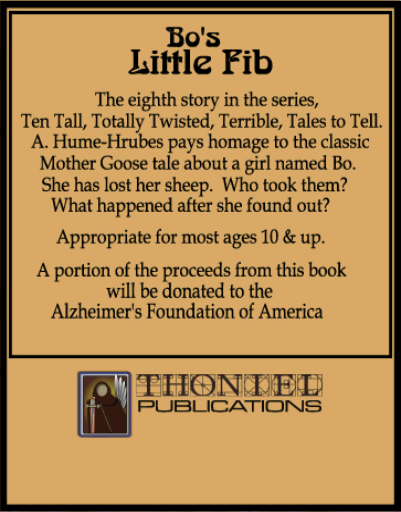 Bo's
Little Fib
The eighth story in the series,
Ten Tall, Totally Twisted, Terrible, Tales to Tell.
A. Hume-Hrubes pays homage to the classic
Mother Goose tale about a girl named Bo.
She has lost her sheep. Who took them?
What happened after she found out?
Appropriate for most ages 10 & up.
A portion of the proceeds from this book
will be donated to the
Alzheimer's Foundation of America
THONIEL
PUBLICATIONS